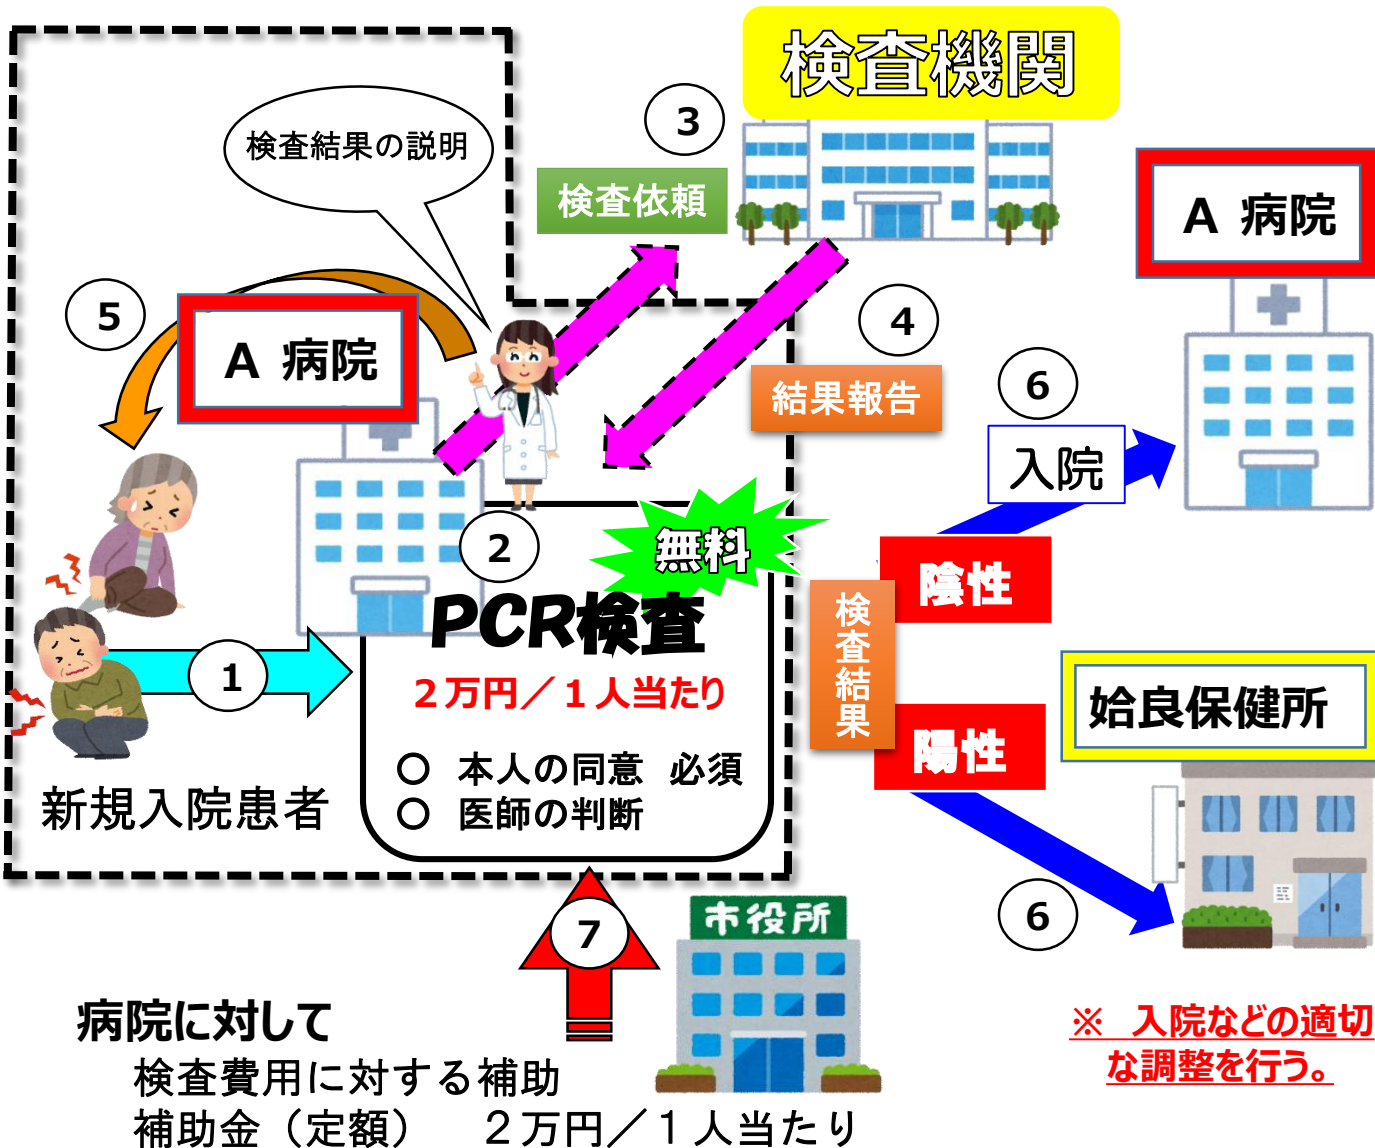 検査機関
③
検査結果の説明
検査依頼
A 病院
⑤
④
A 病院
結果報告
⑥
入院
②
無料
陰性
PCR検査
検査結果
①
２万円／１人当たり
始良保健所
陽性
○ 本人の同意 必須
○ 医師の判断
新規入院患者
⑥
市役所
⑦
病院に対して
検査費用に対する補助
補助金（定額） ２万円／１人当たり
※ 入院などの適切
な調整を行う。